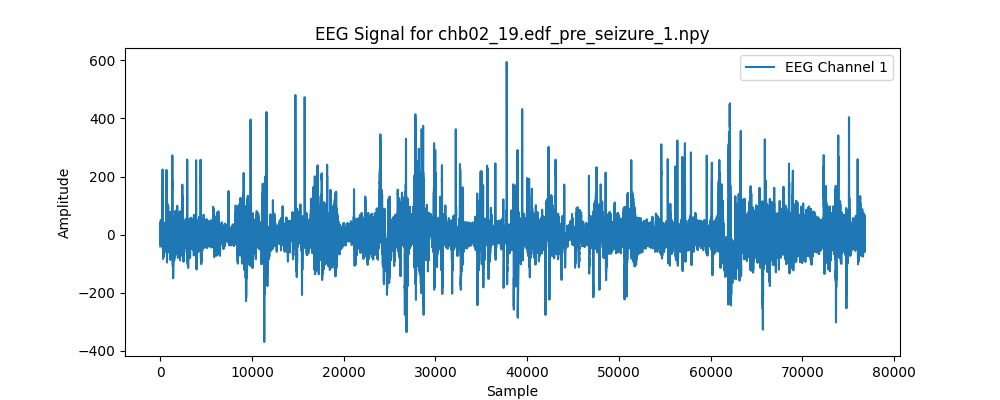 EEG Signal for chb02_19.edf_pre_seizure_1.npy
EEG Channel 1
600
400
200
0
−200
−400
Amplitude
0 10000 20000 30000 40000 50000 60000 70000 80000
Sample